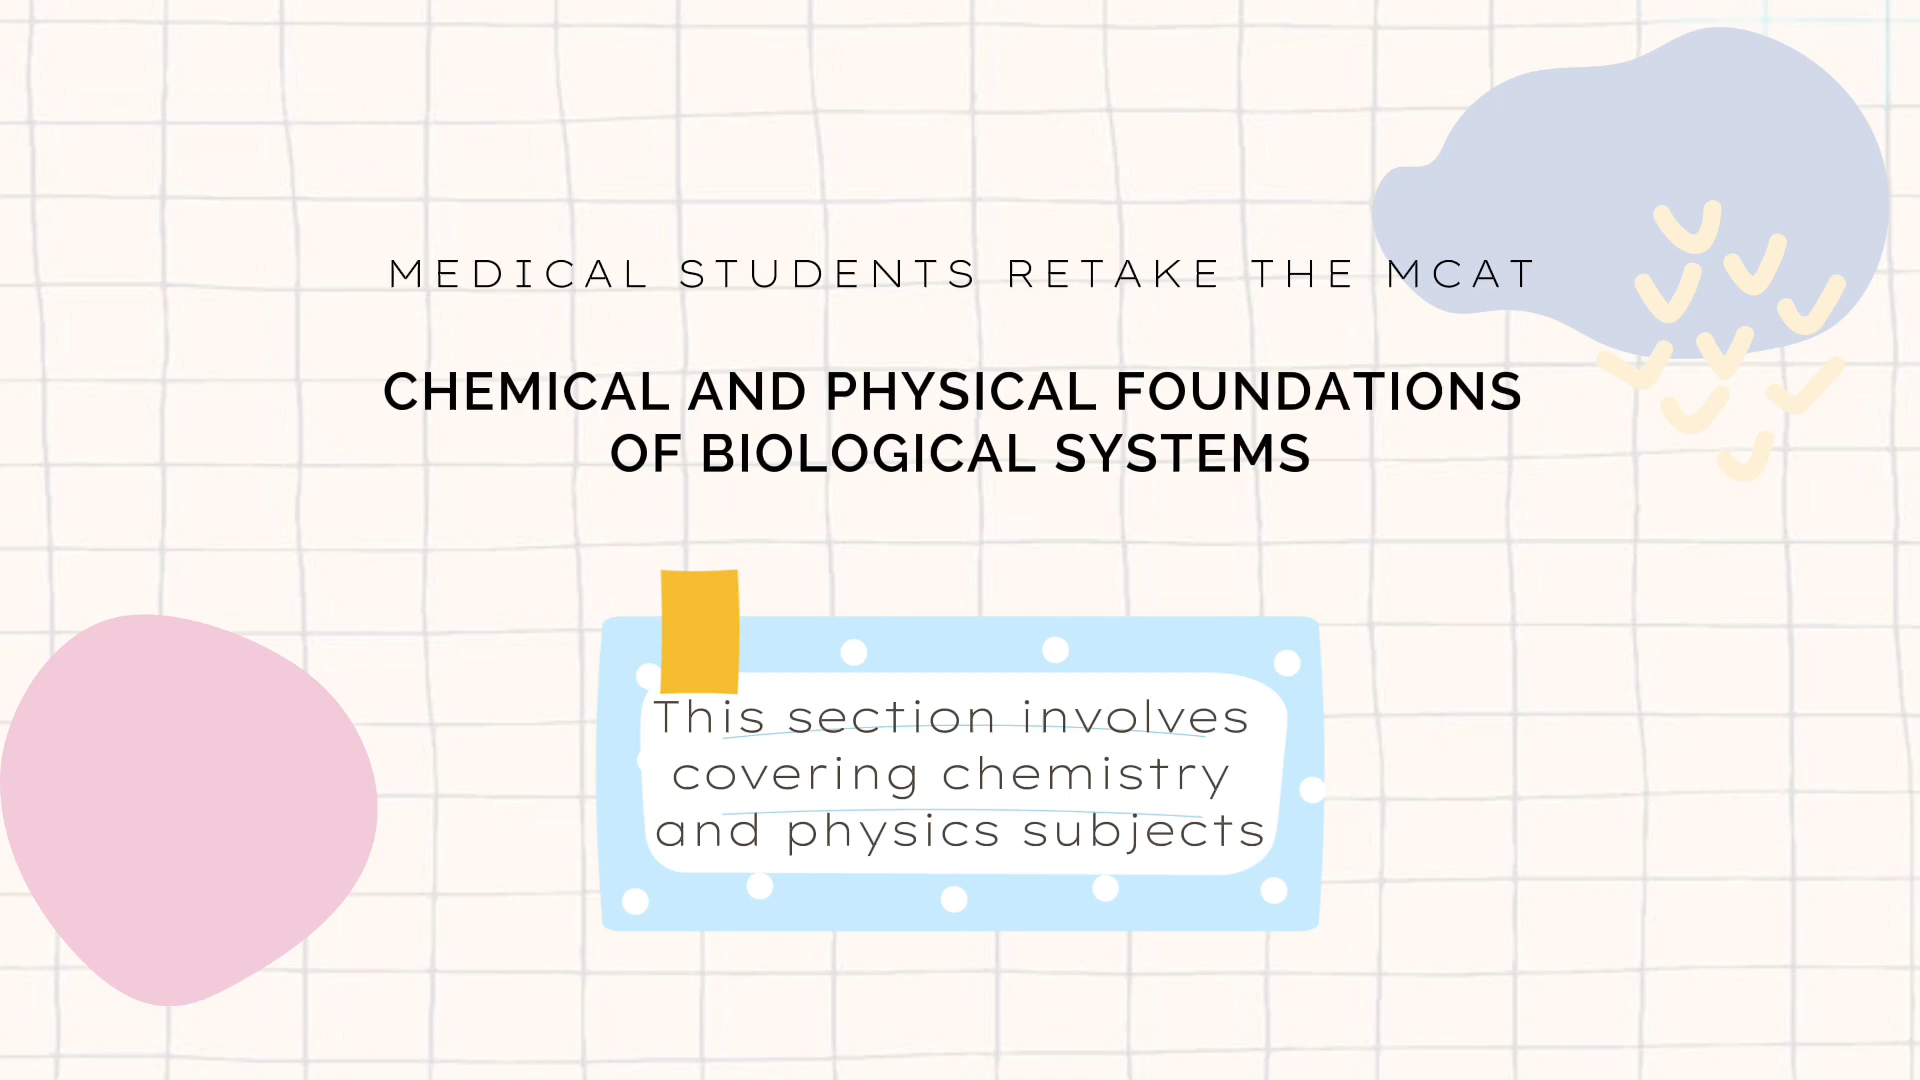 MEDICAL STUDENTS RETAKE THE MCAT
CHEMICAL AND PHYSICAL FOUNDATIONS
OF BIOLOGICAL SYSTEMS
This section involves
covering chemistry
and physics subjects